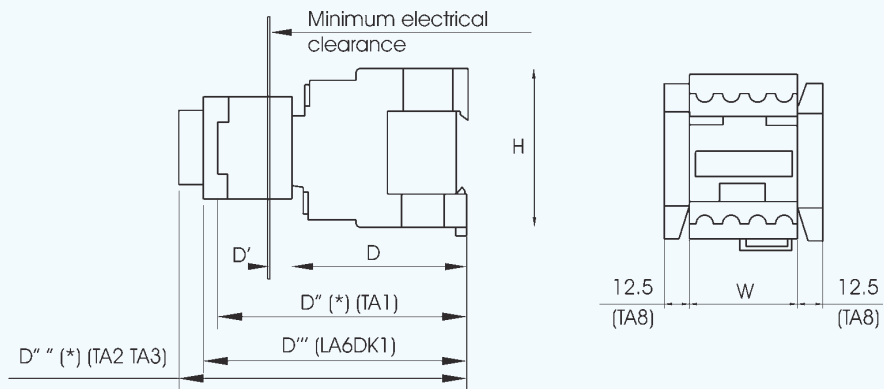 Minimum electrical
clearance
H
D'
D
D" (*) (TA1)
D"' (LA6DK1)
D" " (*) (TA2 TA3)
12.5
(TA8)
W
12.5
(TA8)